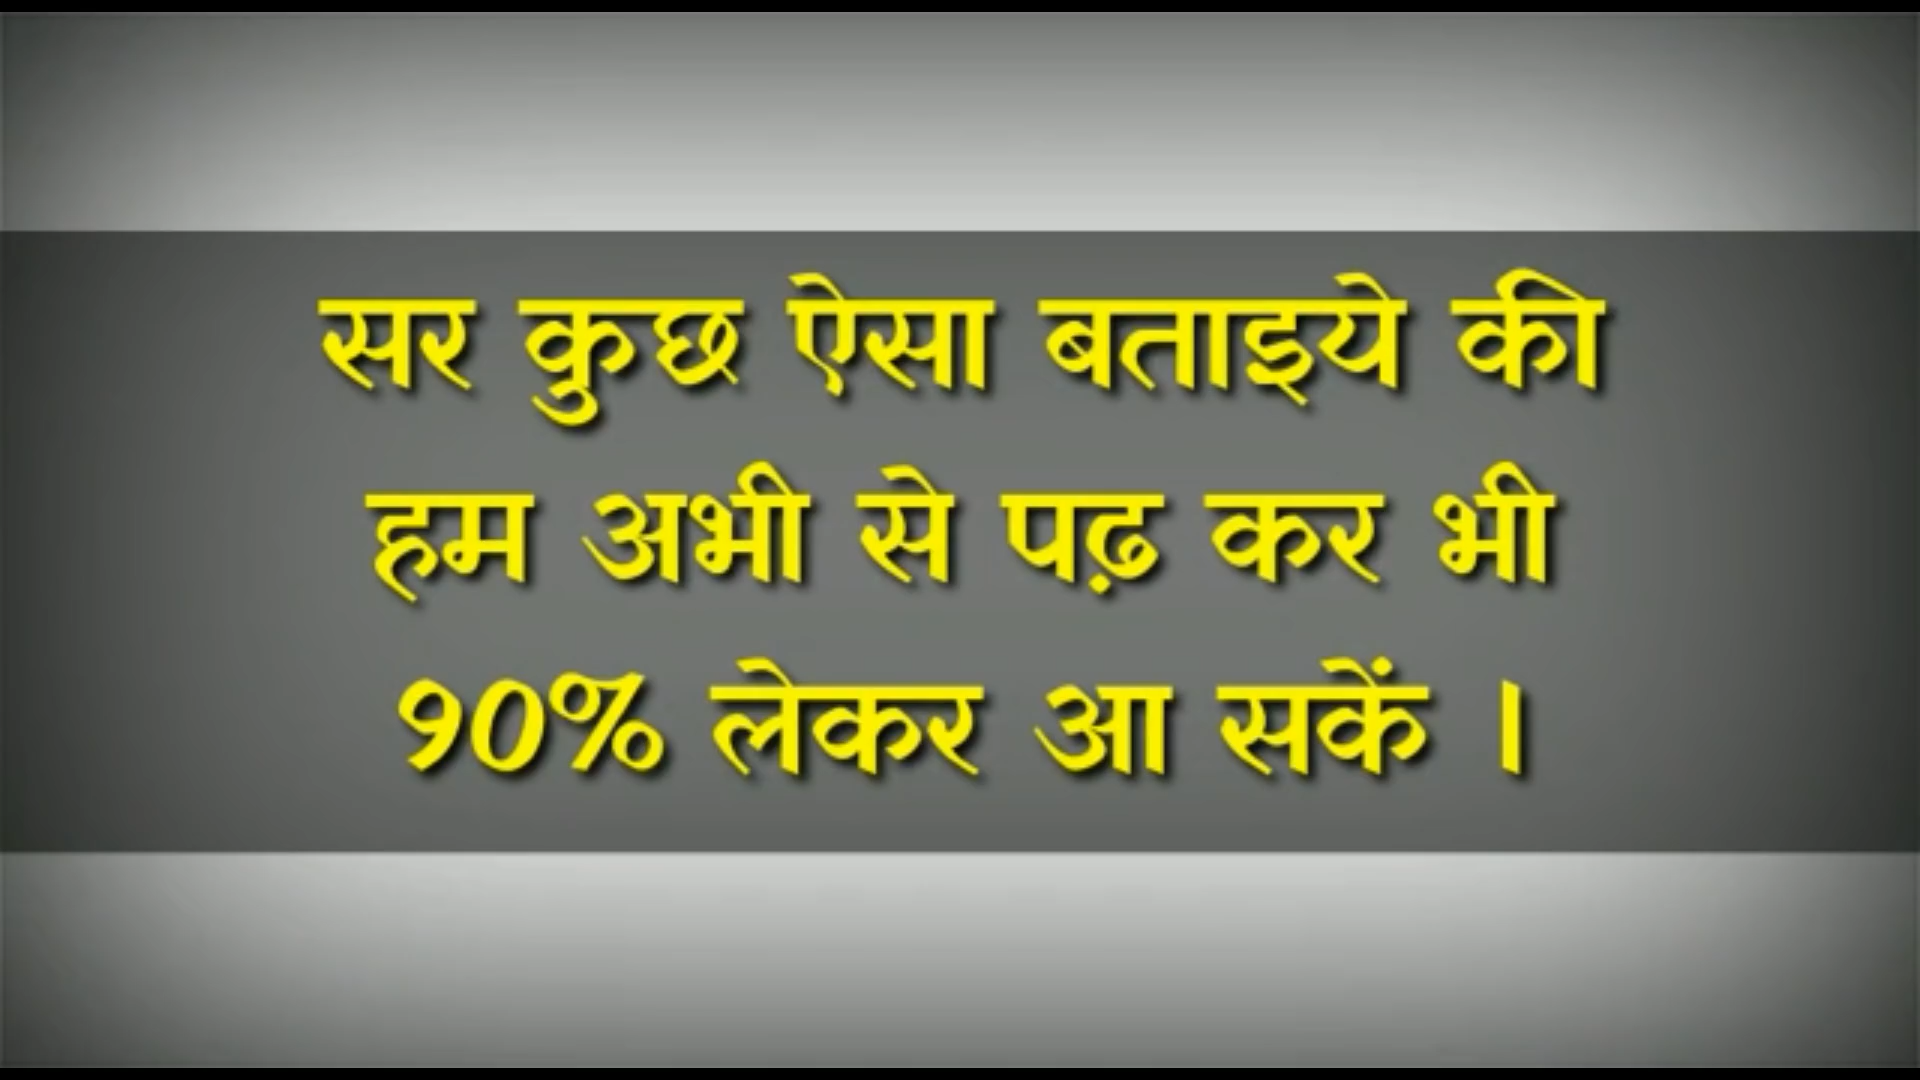 सर कुछ ऐसा बताइये की
हम अभी से पढ़ कर भी
90% लेकर आ सकें ।